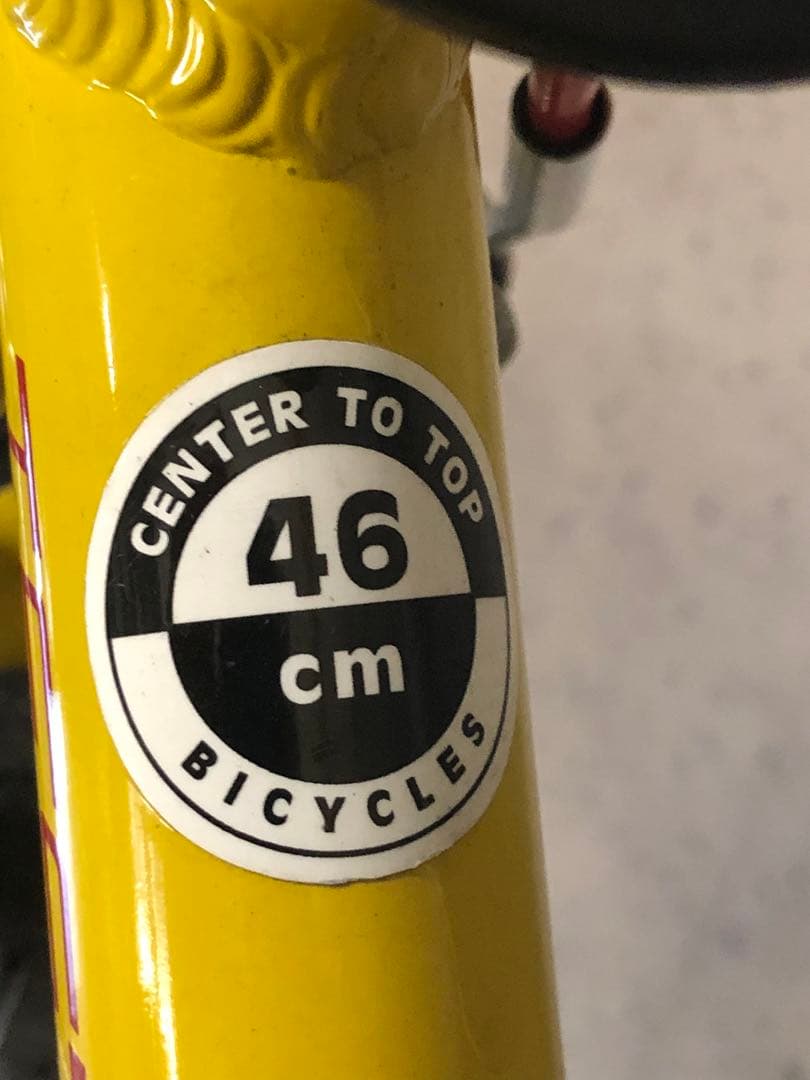 CENTER TO TOP
46
cm
BICYCLES